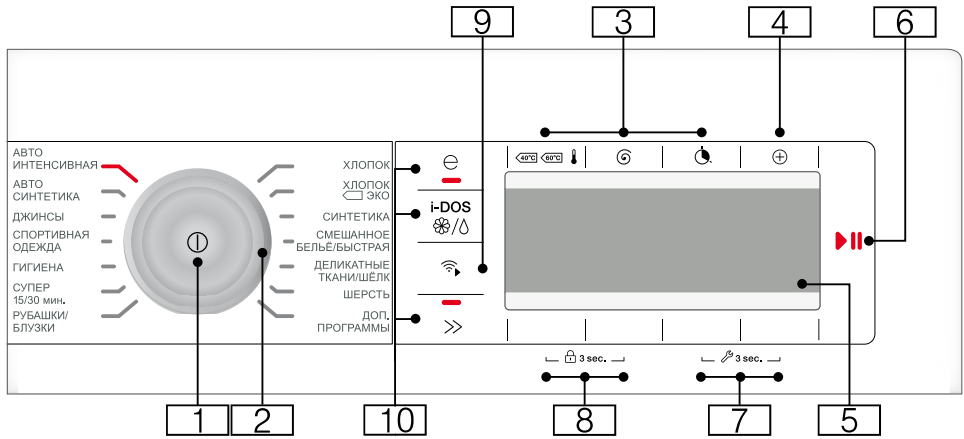 9
3
4
6
АВТО
ИНТЕНСИВНАЯ
АВТО
СИНТЕТИКА
ДЖИНСЫ
СПОРТИВНАЯ
ОДЕЖДА
ГИГИЕНА
СУПЕР
15/30 мин.
РУБАШКИ/
БЛУЗКИ
ХЛОПОК
ХЛОПОК
ЭКО
СИНТЕТИКА
СМЕШАННОЕ
БЕЛЬЁ/БЫСТРАЯ
ДЕЛИКАТНЫЕ
ТКАНИ/ШЁЛК
ШЕРСТЬ
ДОП.
ПРОГРАММЫ
e
i-DOS
40°C 60°C
3 sec.
3 sec.
1
2
10
8
7
5